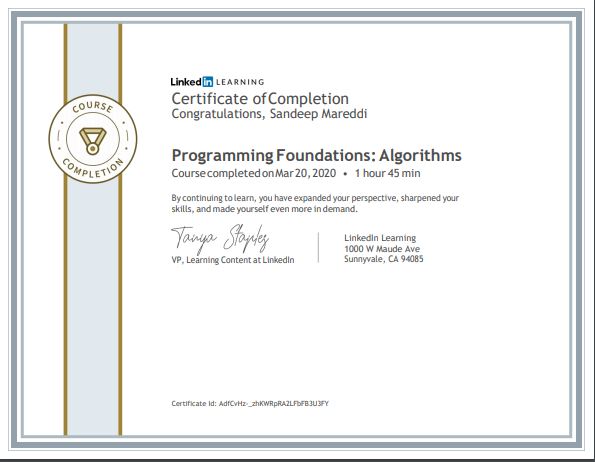 COURSE
COMPLETION
Linkedin LEARNING
Certificate of Completion
Congratulations, Sandeep Mareddi
Programming Foundations: Algorithms
Course completed on Mar 20, 2020 • 1 hour 45 min
By continuing to learn, you have expanded your perspective, sharpened your
skills, and made yourself even more in demand.
Tanya Staples
VP, Learning Content at LinkedIn
LinkedIn Learning
1000 W Maude Ave
Sunnyvale, CA 94085
Certificate Id: AdfCvHz-_zhKWRpRA2LFbFB3U3FY